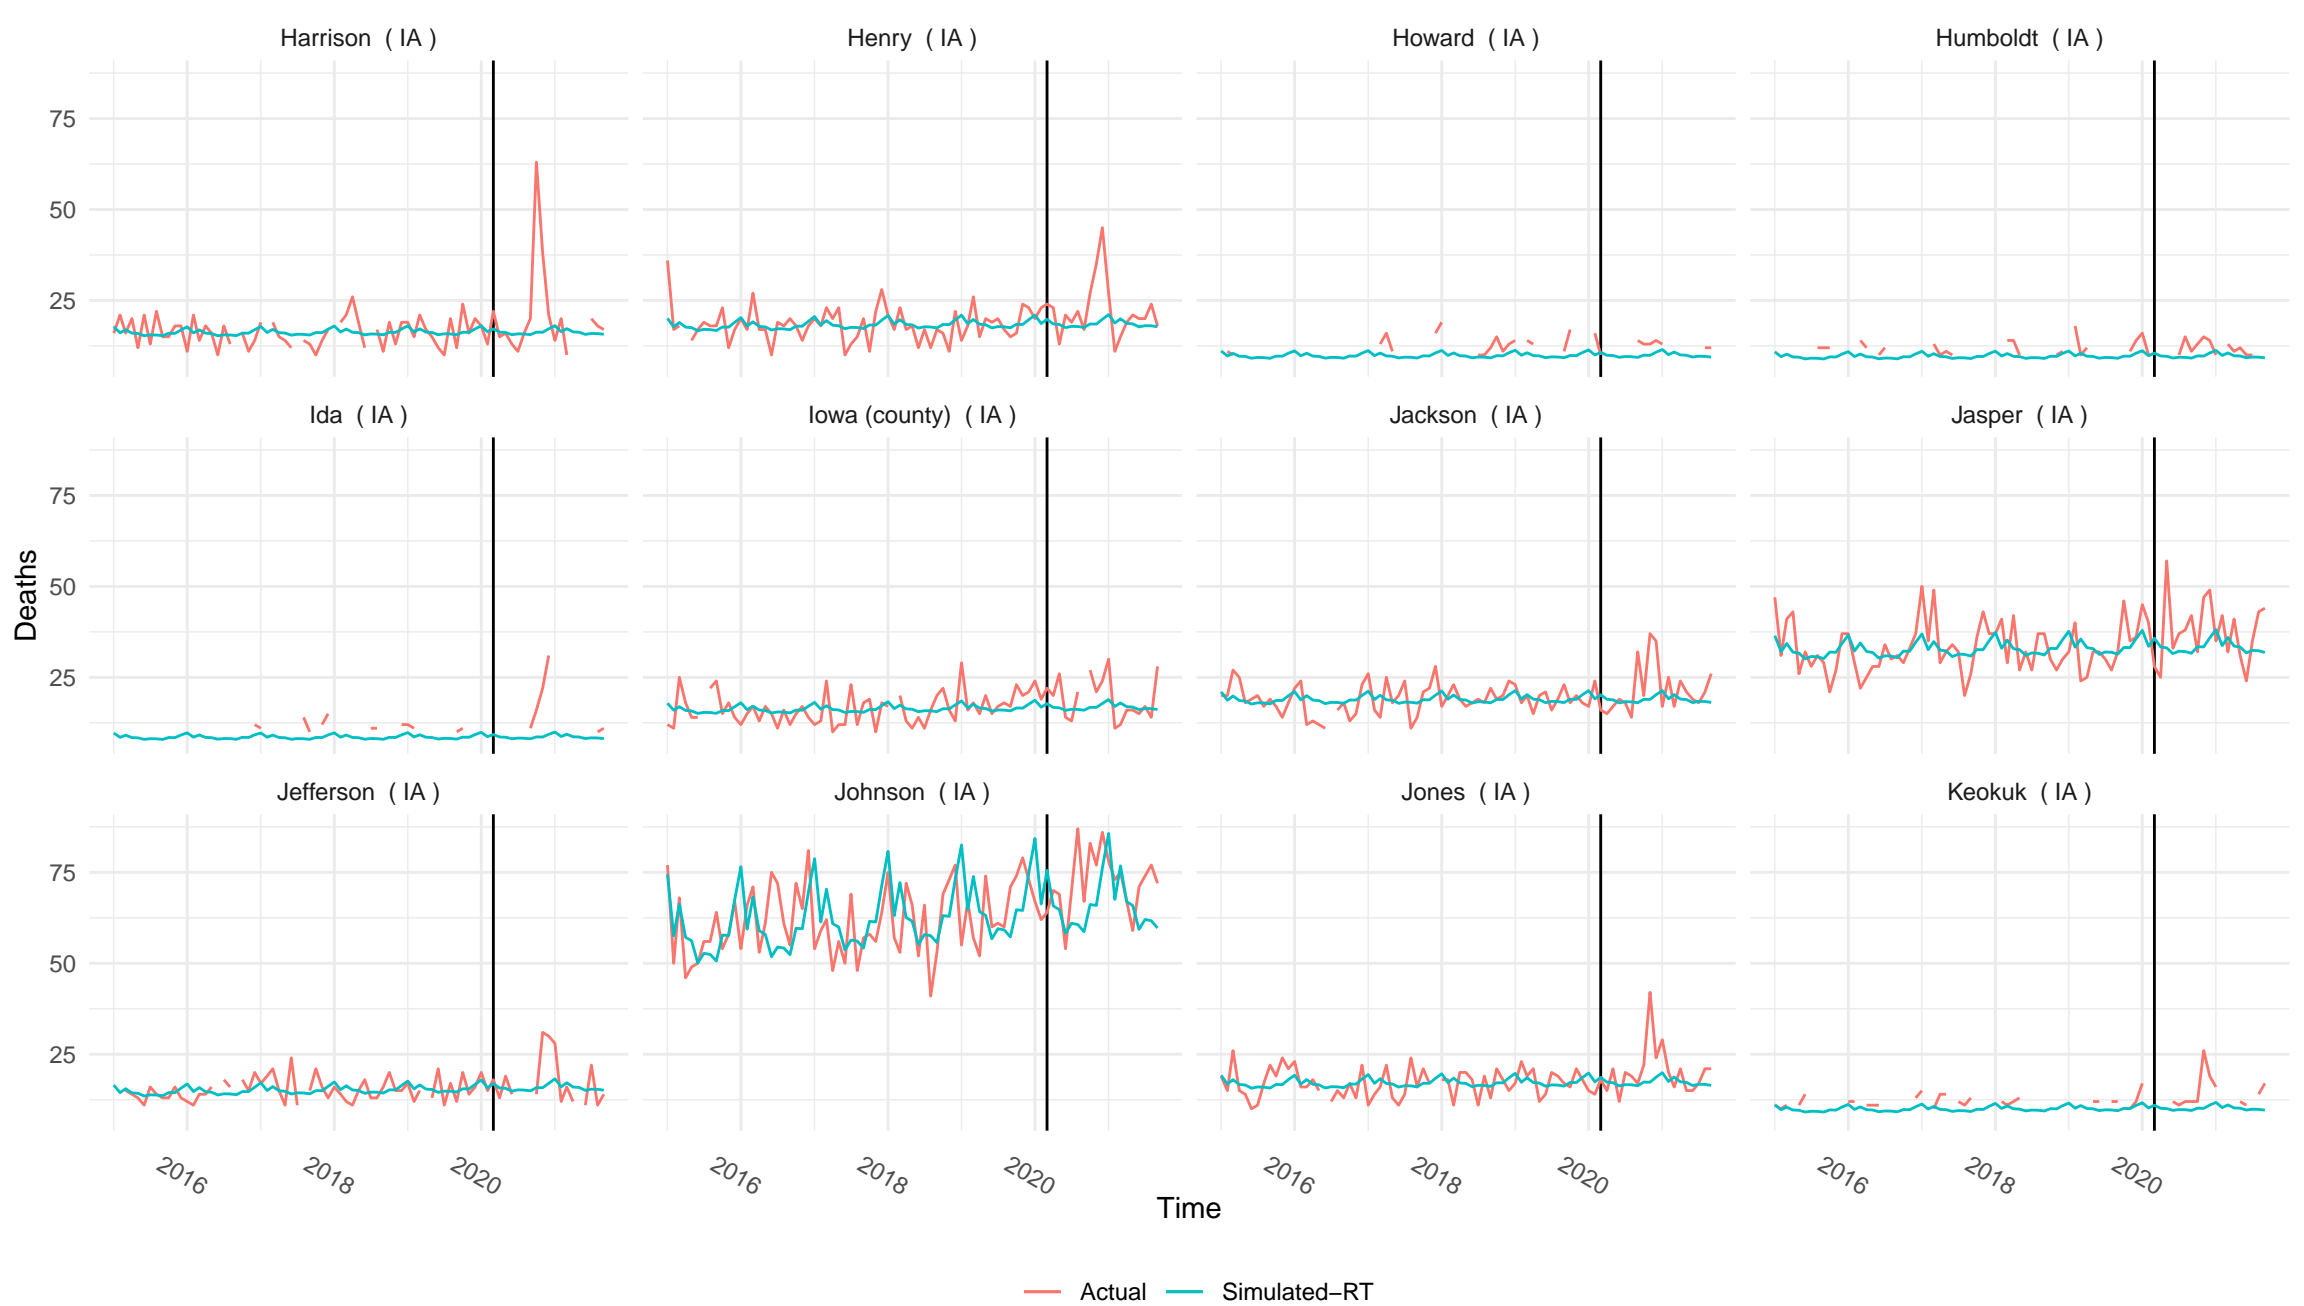 Harrison ( IA )
Henry ( IA )
Howard ( IA )
Humboldt ( IA )
75
50
25
Ida ( IA )
Iowa (county) ( IA )
Jackson ( IA )
Jasper ( IA )
75
50
25
Deaths
Jefferson ( IA )
Johnson ( IA )
Jones ( IA )
Keokuk ( IA )
75
50
25
2016 2018 2020
2016 2018 2020
2016 2018 2020
2016 2018 2020
Time
Actual Simulated−RT